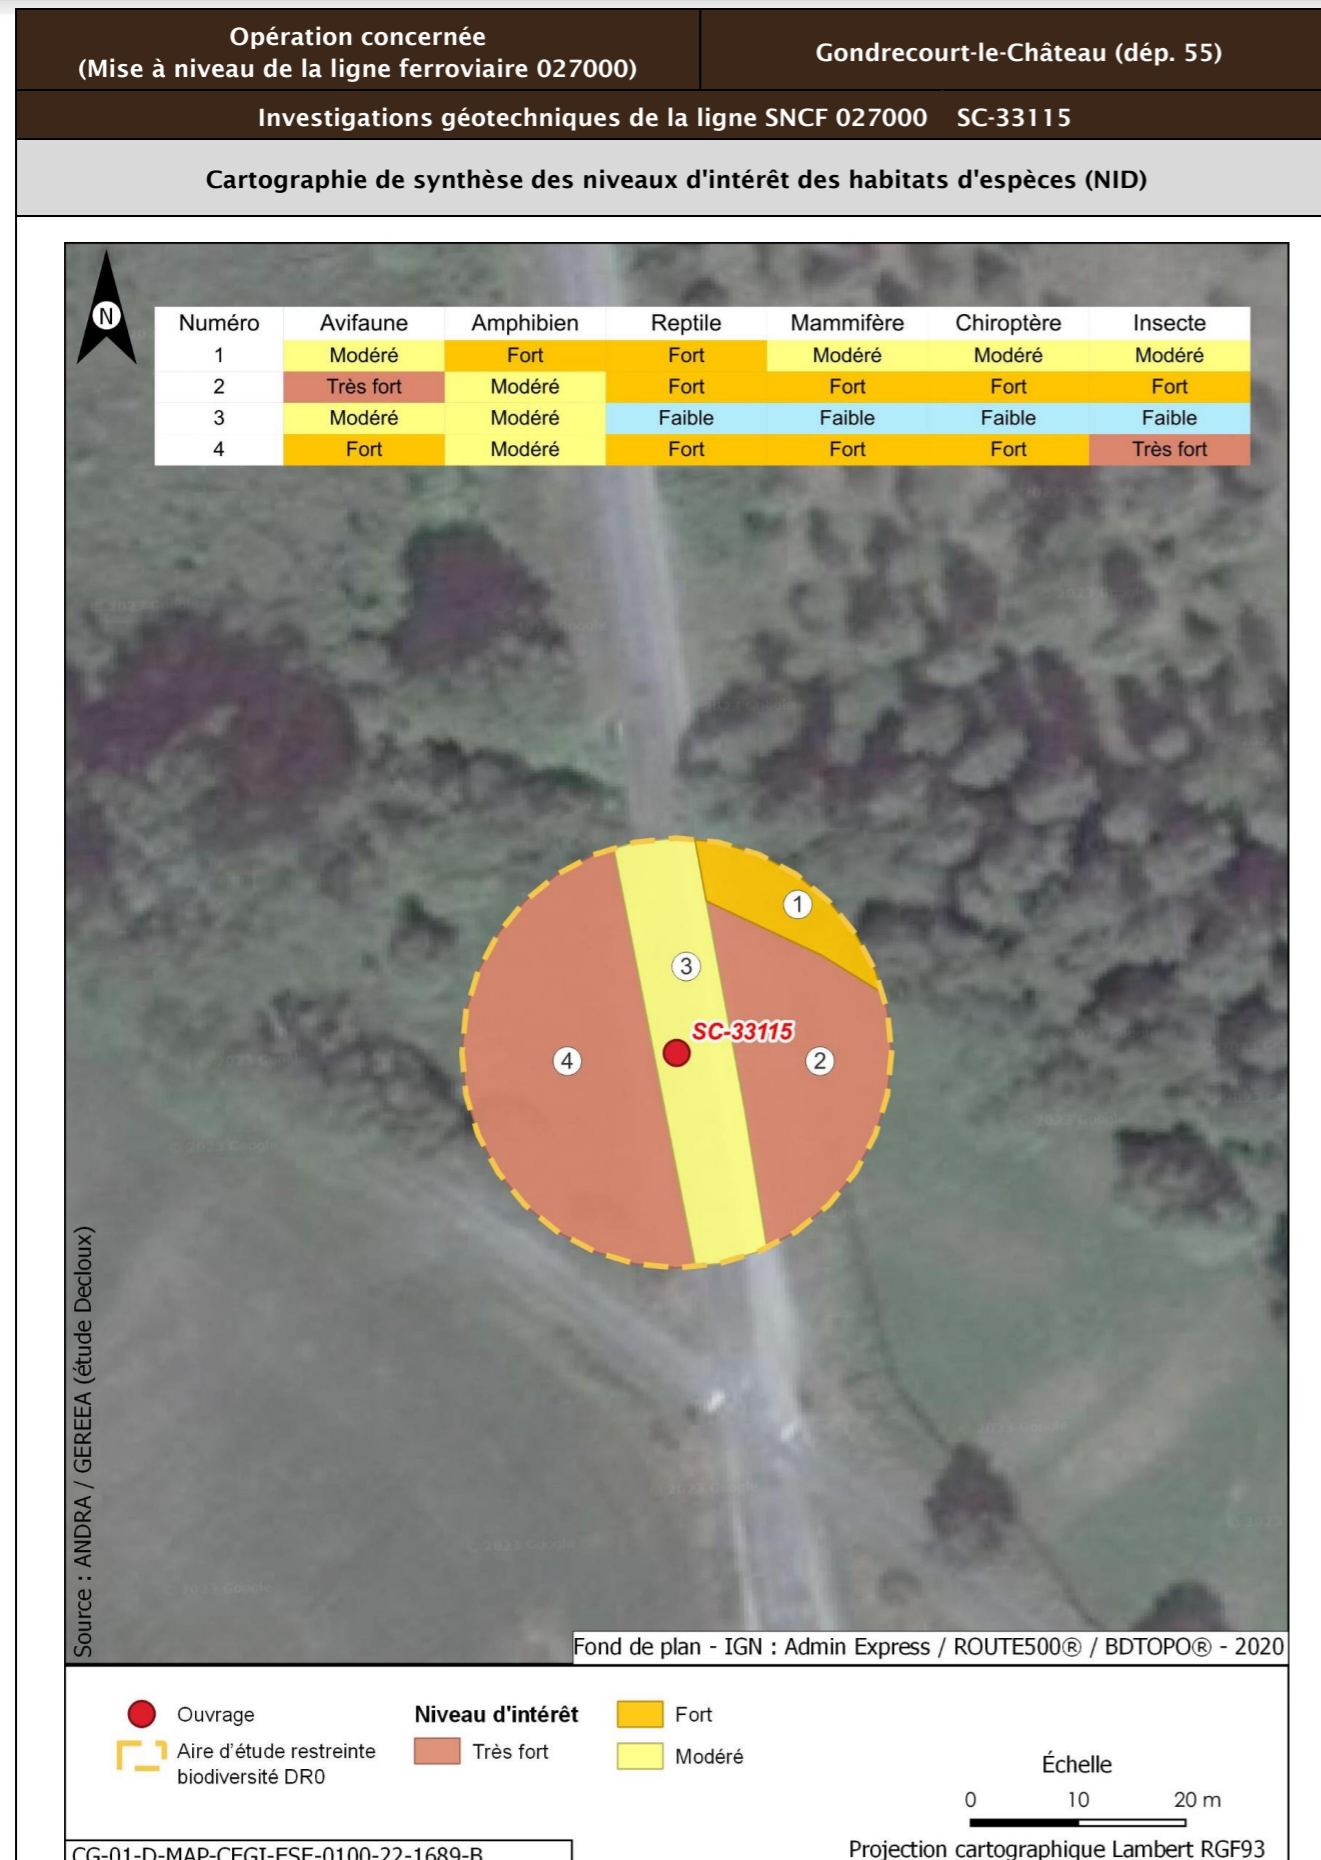 Opération concernée
(Mise à niveau de la ligne ferroviaire 027000)
Gondrecourt-le-Château (dép. 55)
Investigations géotechniques de la ligne SNCF 027000 SC-33115
Cartographie de synthèse des niveaux d'intérêt des habitats d'espèces (NID)
N
Numéro Avifaune Amphibien Reptile Mammifère Chiroptère Insecte
1 Modéré Fort Fort Modéré Modéré Modéré
2 Très fort Modéré Fort Fort Fort Fort
3 Modéré Modéré Faible Faible Faible Faible
4 Fort Modéré Fort Fort Fort Très fort
1
3
SC-33115
4
2
Source : ANDRA / GEREEA (étude Decloux)
Fond de plan - IGN : Admin Express / ROUTE500® / BDTOPO® - 2020
Ouvrage
Aire d'étude restreinte
biodiversité DR0
Niveau d'intérêt
Très fort
Fort
Modéré
Échelle
0 10 20 m
Projection cartographique Lambert RGF93
CG-01-D-MAP-CEGI-ESE-0100-22-1689-B